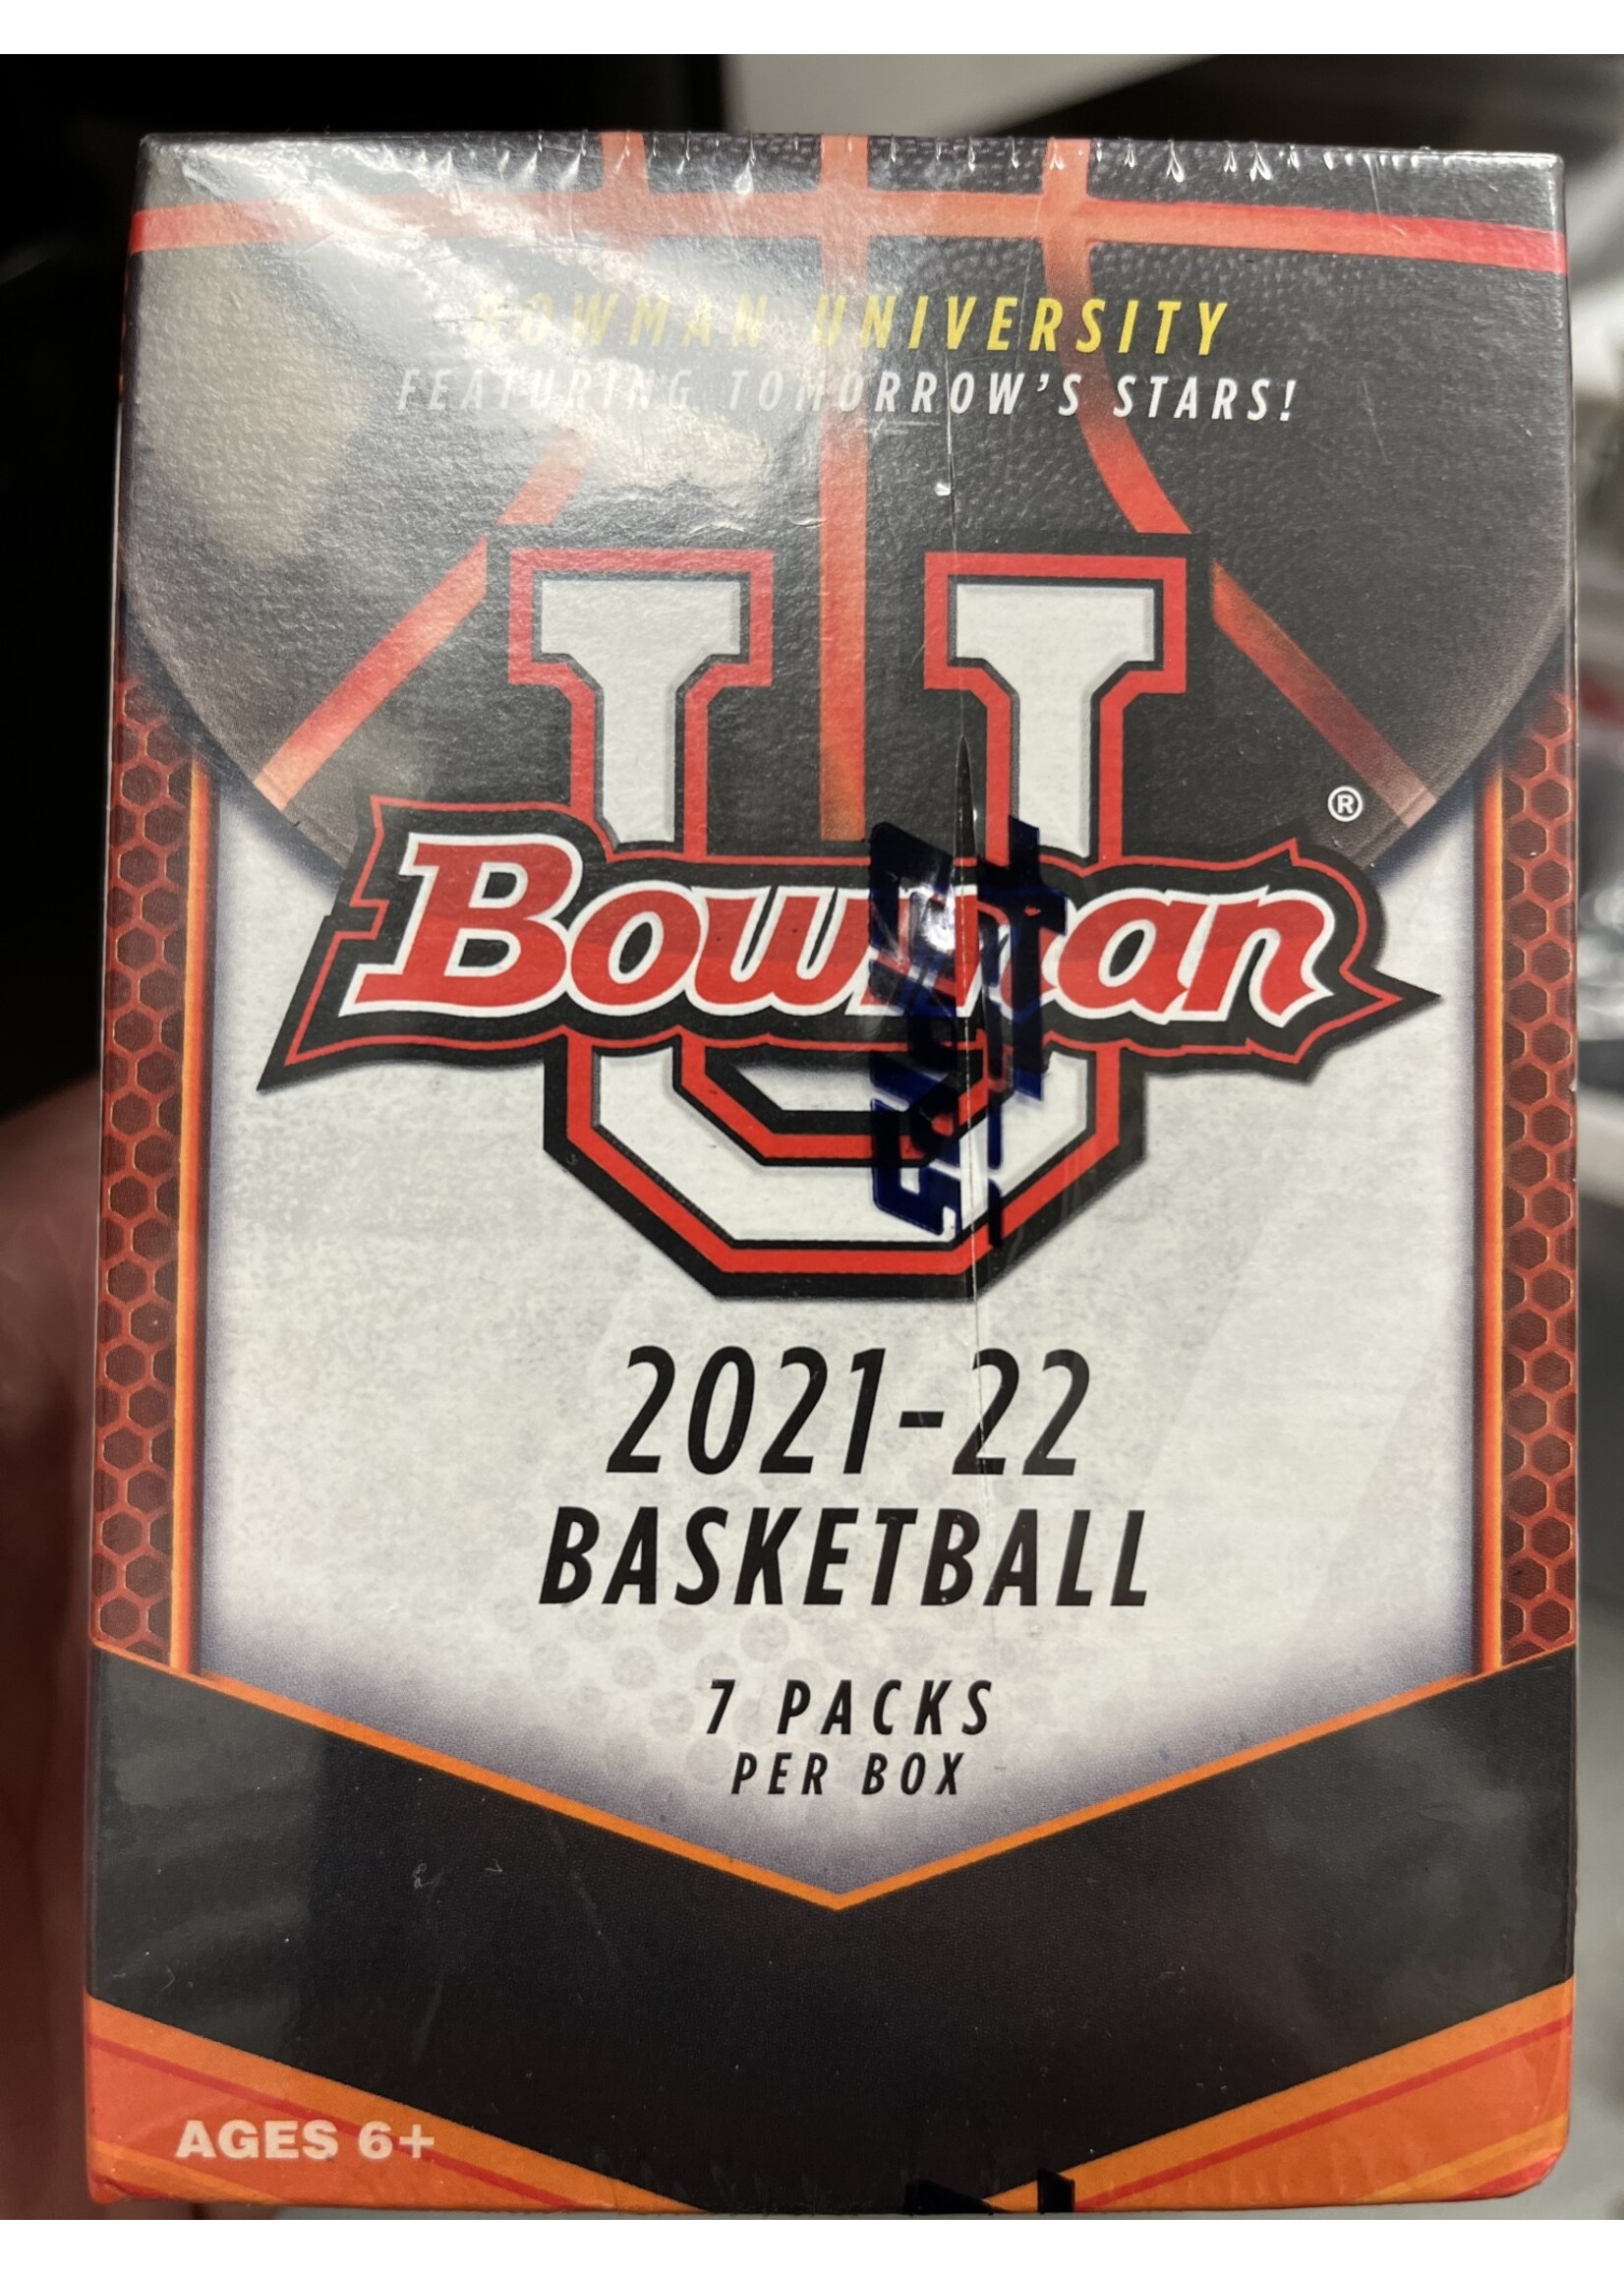 BOWMAN UNIVERSITY
FEATURING TOMORROW'S STARS!
U
®
Bowman
2021-22
BASKETBALL
7 PACKS
PER BOX
AGES 6+